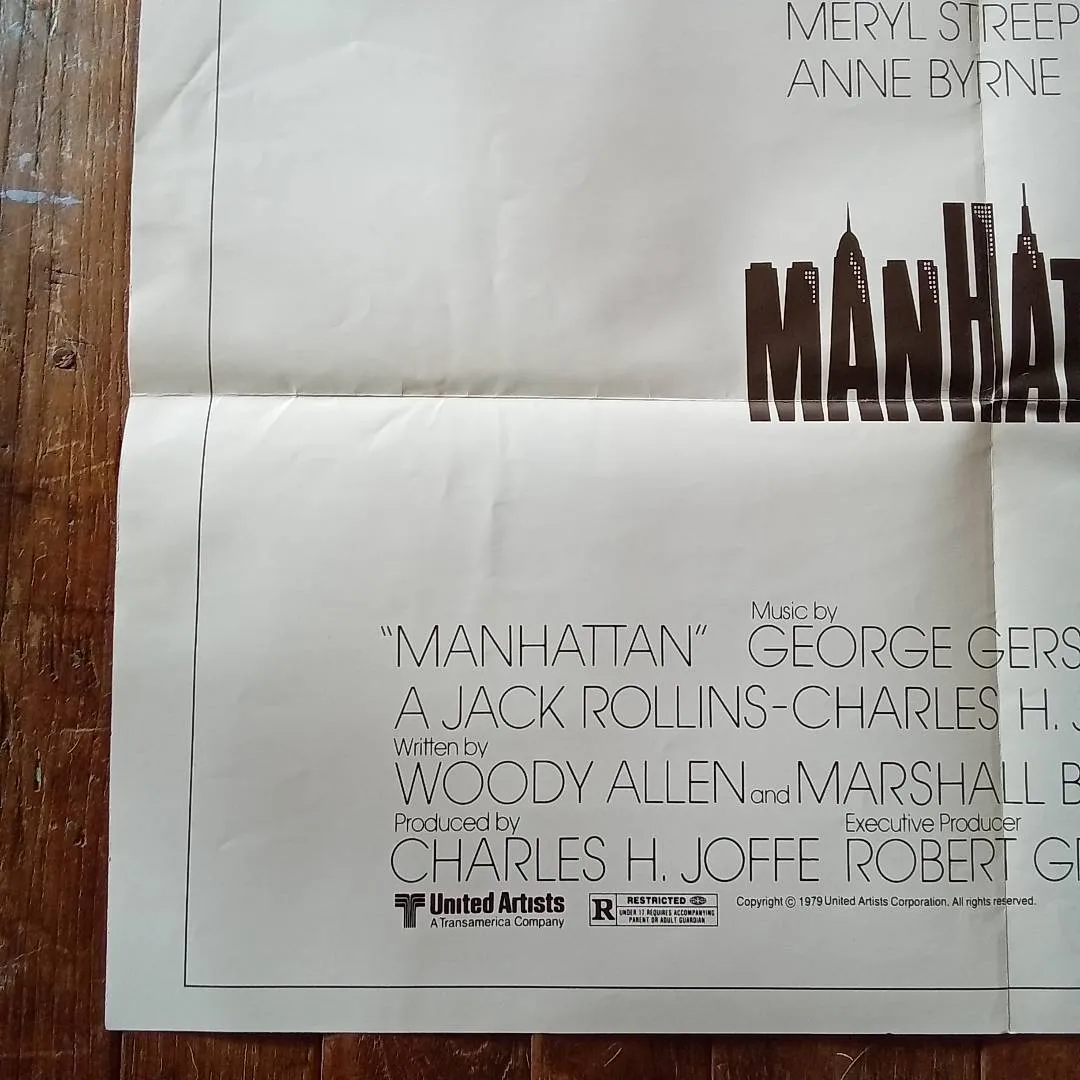 MERYL STREEP
ANNE BYRNE
MANHAT
Music by
"MANHATTAN" GEORGE GERS
A JACK ROLLINS-CHARLES H. J
Written by
WOODY ALLEN and MARSHALL B
Produced by Executive Producer
CHARLES H. JOFFE ROBERT GR
United Artists
A Transamerica Company
R RESTRICTED
UNDER 17 REQUIRES ACCOMPANYING
PARENT OR ADULT GUARDIAN
Copyright © 1979 United Artists Corporation. All rights reserved.